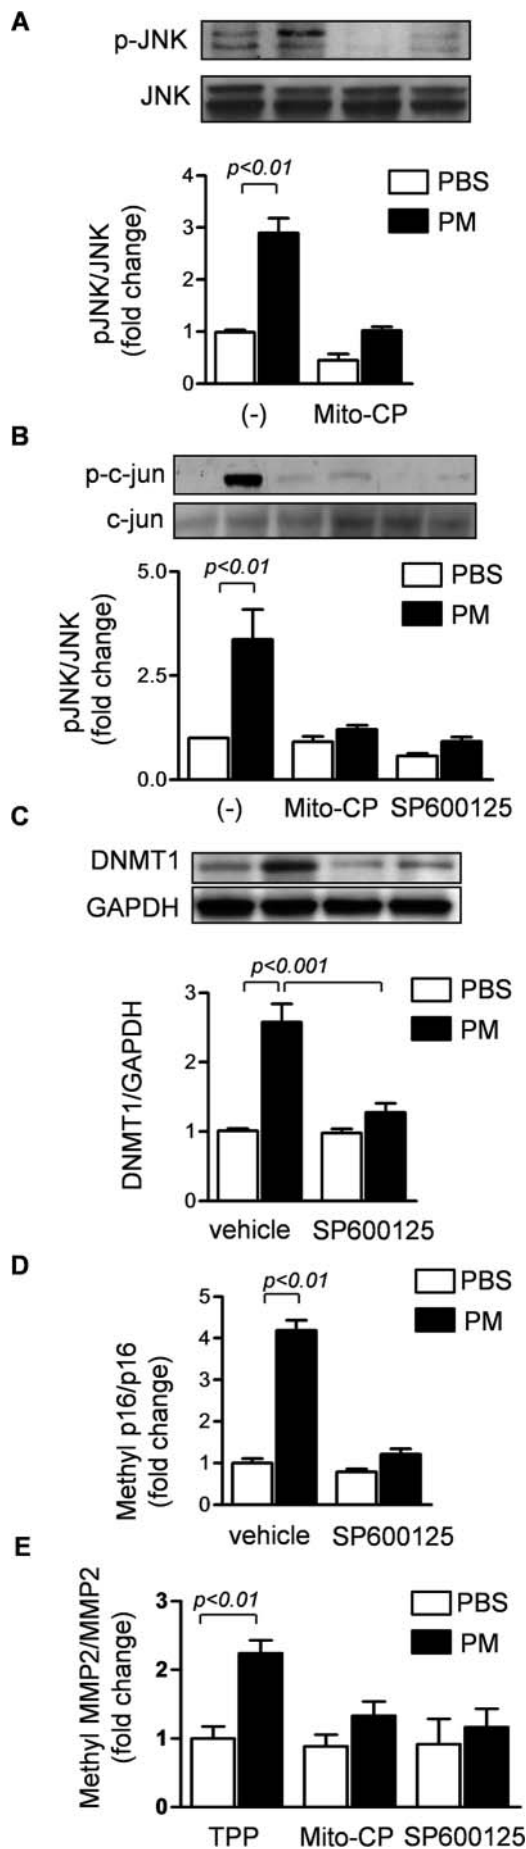 A
p-JNK
JNK
p<0.01
PBS
PM
pJNK/JNK
(fold change)
4
3
2
1
0
(-) Mito-CP
B
p-c-jun
c-jun
p<0.01
PBS
PM
pJNK/JNK
(fold change)
5.0
2.5
0.0
(-) Mito-CP SP600125
C
DNMT1
GAPDH
p<0.001
PBS
PM
DNMT1/GAPDH
3
2
1
0
vehicle SP600125
D
p<0.01
PBS
PM
Methyl p16/p16
(fold change)
5
4
3
2
1
0
vehicle SP600125
E
p<0.01
PBS
PM
Methyl MMP2/MMP2
(fold change)
3
2
1
0
TPP Mito-CP SP600125